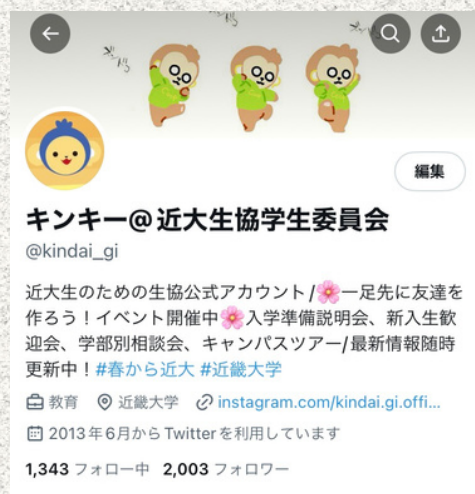 編集
キンキー@近大生協学生委員会
@kindai_gi
近大生のための生協公式アカウント/🌸一足先に友達を
作ろう！イベント開催中🌸入学準備説明会、新入生歓
迎会、学部別相談会、キャンパスツアー/最新情報随時
更新中！#春から近大 #近畿大学
教育 近畿大学 instagram.com/kindai.gi.offi...
2013年6月からTwitterを利用しています
1,343 フォロー中 2,003 フォロワー